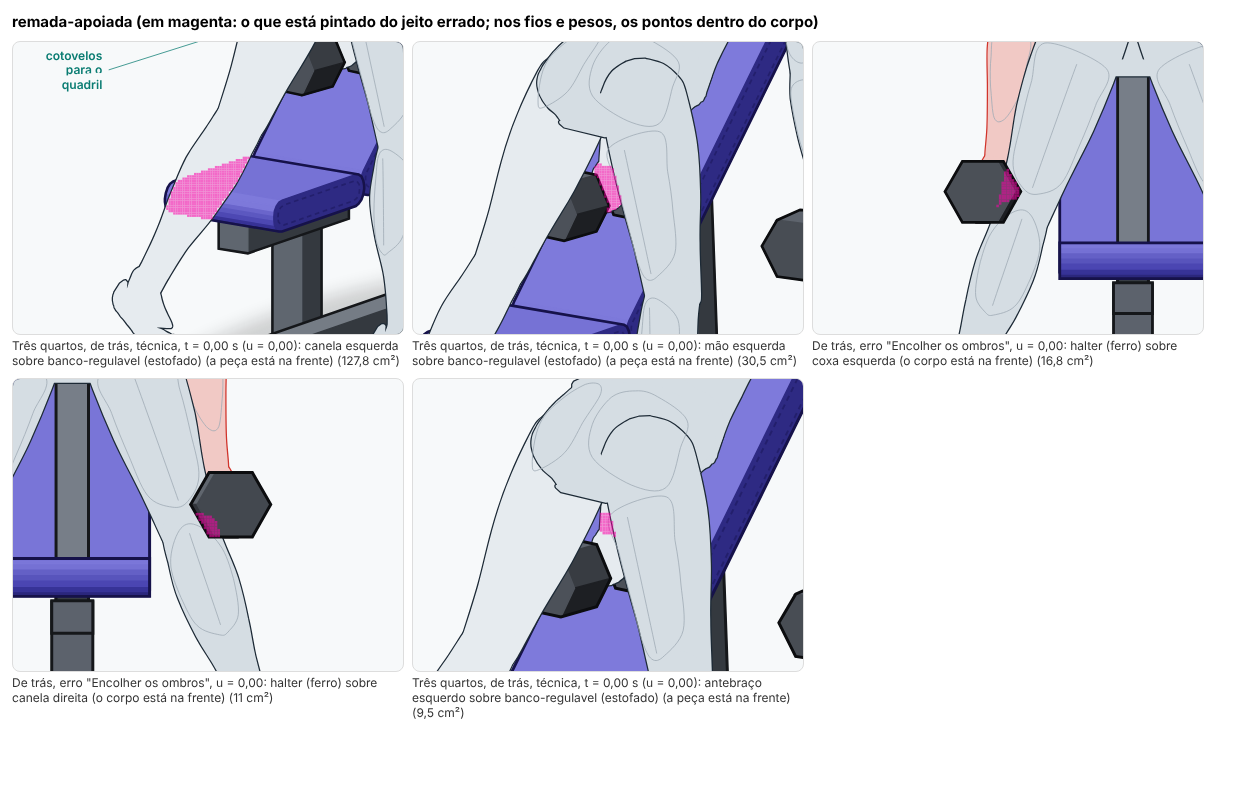 remada-apoiada (em magenta: o que está pintado do jeito errado; nos fios e pesos, os pontos dentro do corpo)
cotovelos
para o
quadril
Três quartos, de trás, técnica, t = 0,00 s (u = 0,00): canela esquerda
sobre banco-regulavel (estofado) (a peça está na frente) (127,8 cm²)
Três quartos, de trás, técnica, t = 0,00 s (u = 0,00): mão esquerda
sobre banco-regulavel (estofado) (a peça está na frente) (30,5 cm²)
De trás, erro "Encolher os ombros", u = 0,00: halter (ferro) sobre
coxa esquerda (o corpo está na frente) (16,8 cm²)
De trás, erro "Encolher os ombros", u = 0,00: halter (ferro) sobre
canela direita (o corpo está na frente) (11 cm²)
Três quartos, de trás, técnica, t = 0,00 s (u = 0,00): antebraço
esquerdo sobre banco-regulavel (estofado) (a peça está na frente)
(9,5 cm²)